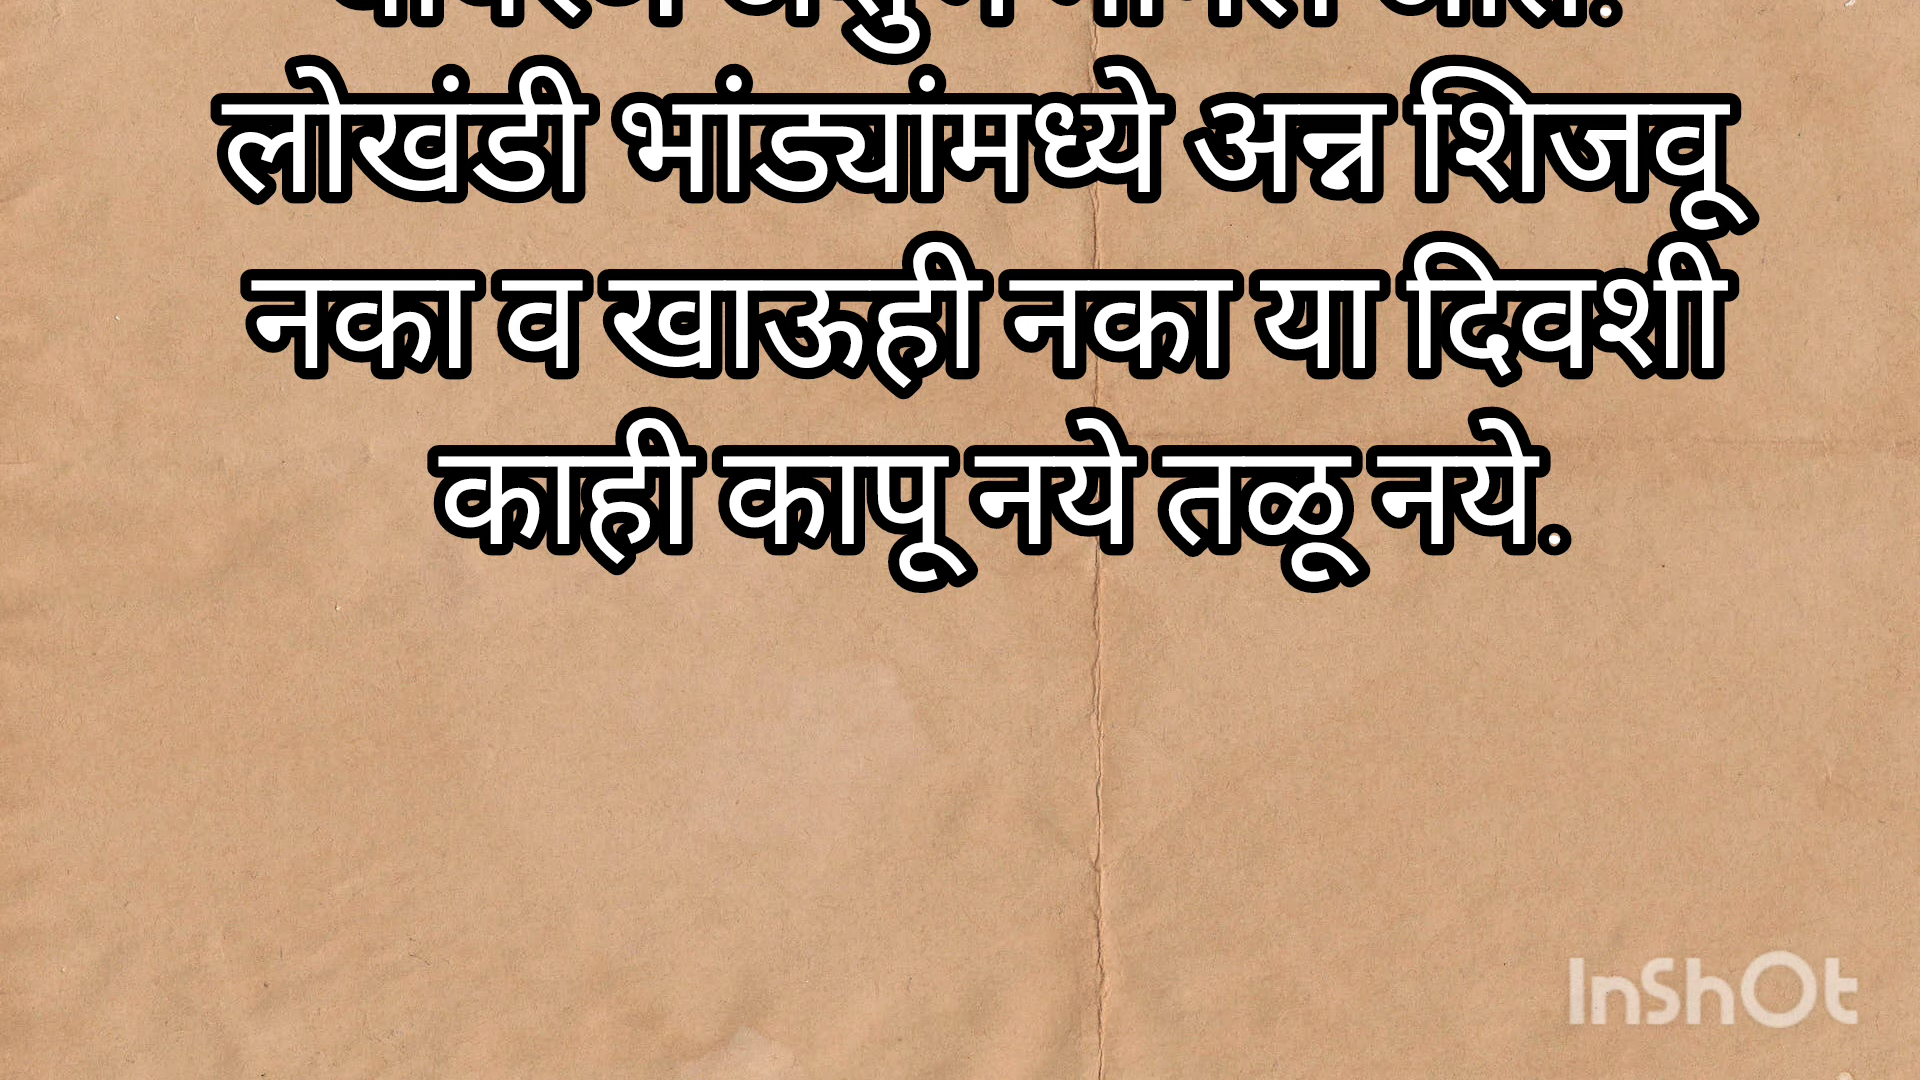 लोखंडी भांड्यांमध्ये अन्न शिजवू
नका व खाऊही नका या दिवशी
काही कापू नये तळू नये.
InShOt